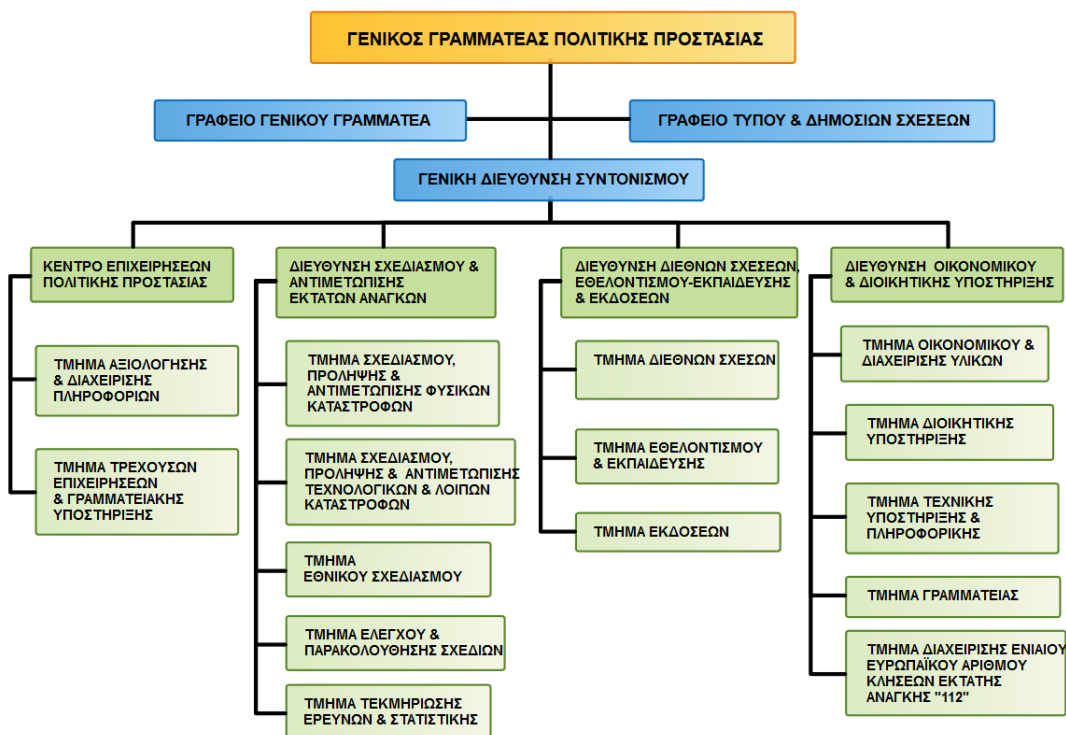 ΓΕΝΙΚΟΣ ΓΡΑΜΜΑΤΕΑΣ ΠΟΛΙΤΙΚΗΣ ΠΡΟΣΤΑΣΙΑΣ
ΓΡΑΦΕΙΟ ΓΕΝΙΚΟΥ ΓΡΑΜΜΑΤΕΑ
ΓΡΑΦΕΙΟ ΤΥΠΟΥ & ΔΗΜΟΣΙΩΝ ΣΧΕΣΕΩΝ
ΓΕΝΙΚΗ ΔΙΕΥΘΥΝΣΗ ΣΥΝΤΟΝΙΣΜΟΥ
ΚΕΝΤΡΟ ΕΠΙΧΕΙΡΗΣΕΩΝ
ΠΟΛΙΤΙΚΗΣ ΠΡΟΣΤΑΣΙΑΣ
ΤΜΗΜΑ ΑΞΙΟΛΟΓΗΣΗΣ
& ΔΙΑΧΕΙΡΙΣΗΣ
ΠΛΗΡΟΦΟΡΙΩΝ
ΤΜΗΜΑ ΤΡΕΧΟΥΣΩΝ
ΕΠΙΧΕΙΡΗΣΕΩΝ
& ΓΡΑΜΜΑΤΕΙΑΚΗΣ
ΥΠΟΣΤΗΡΙΞΗΣ
ΔΙΕΥΘΥΝΣΗ ΣΧΕΔΙΑΣΜΟΥ &
ΑΝΤΙΜΕΤΩΠΙΣΗΣ
ΕΚΤΑΤΩΝ ΑΝΑΓΚΩΝ
ΤΜΗΜΑ ΣΧΕΔΙΑΣΜΟΥ,
ΠΡΟΛΗΨΗΣ &
ΑΝΤΙΜΕΤΩΠΙΣΗΣ ΦΥΣΙΚΩΝ
ΚΑΤΑΣΤΡΟΦΩΝ
ΤΜΗΜΑ ΣΧΕΔΙΑΣΜΟΥ,
ΠΡΟΛΗΨΗΣ & ΑΝΤΙΜΕΤΩΠΙΣΗΣ
ΤΕΧΝΟΛΟΓΙΚΩΝ & ΛΟΙΠΩΝ
ΚΑΤΑΣΤΡΟΦΩΝ
ΤΜΗΜΑ
ΕΘΝΙΚΟΥ ΣΧΕΔΙΑΣΜΟΥ
ΤΜΗΜΑ ΕΛΕΓΧΟΥ &
ΠΑΡΑΚΟΛΟΥΘΗΣΗΣ ΣΧΕΔΙΩΝ
ΤΜΗΜΑ ΤΕΚΜΗΡΙΩΣΗΣ
ΕΡΕΥΝΩΝ & ΣΤΑΤΙΣΤΙΚΗΣ
ΔΙΕΥΘΥΝΣΗ ΔΙΕΘΝΩΝ ΣΧΕΣΕΩΝ,
ΕΘΕΛΟΝΤΙΣΜΟΥ-ΕΚΠΑΙΔΕΥΣΗΣ
& ΕΚΔΟΣΕΩΝ
ΤΜΗΜΑ ΔΙΕΘΝΩΝ ΣΧΕΣΩΝ
ΤΜΗΜΑ ΕΘΕΛΟΝΤΙΣΜΟΥ
& ΕΚΠΑΙΔΕΥΣΗΣ
ΤΜΗΜΑ ΕΚΔΟΣΕΩΝ
ΔΙΕΥΘΥΝΣΗ ΟΙΚΟΝΟΜΙΚΟΥ
& ΔΙΟΙΚΗΤΙΚΗΣ ΥΠΟΣΤΗΡΙΞΗΣ
ΤΜΗΜΑ ΟΙΚΟΝΟΜΙΚΟΥ &
ΔΙΑΧΕΙΡΙΣΗΣ ΥΛΙΚΩΝ
ΤΜΗΜΑ ΔΙΟΙΚΗΤΙΚΗΣ
ΥΠΟΣΤΗΡΙΞΗΣ
ΤΜΗΜΑ ΤΕΧΝΙΚΗΣ
ΥΠΟΣΤΗΡΙΞΗΣ &
ΠΛΗΡΟΦΟΡΙΚΗΣ
ΤΜΗΜΑ ΓΡΑΜΜΑΤΕΙΑΣ
ΤΜΗΜΑ ΔΙΑΧΕΙΡΙΣΗΣ ΕΝΙΑΙΟΥ
ΕΥΡΩΠΑΪΚΟΥ ΑΡΙΘΜΟΥ
ΚΛΗΣΕΩΝ ΕΚΤΑΤΗΣ
ΑΝΑΓΚΗΣ "112"